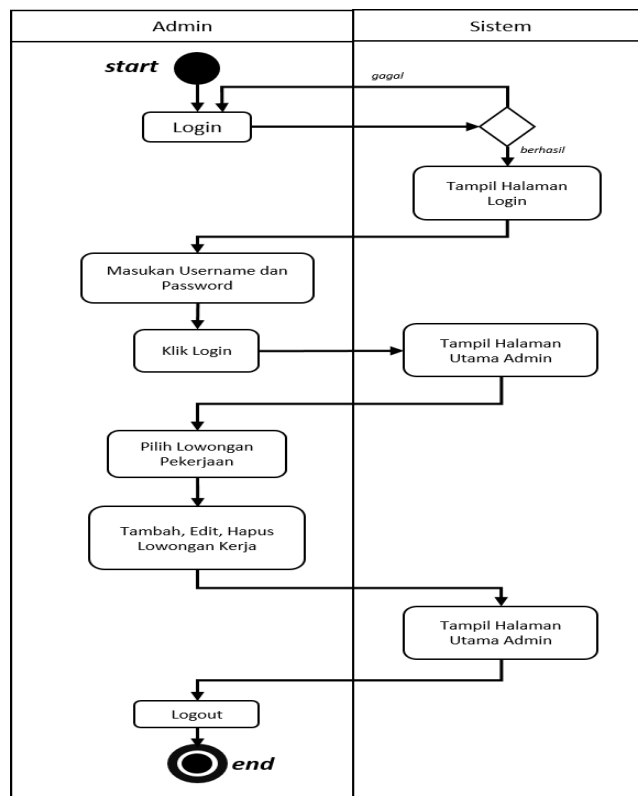 Admin
Sistem
start
gagal
Login
berhasil
Tampil Halaman
Login
Masukan Username dan
Password
Klik Login
Tampil Halaman
Utama Admin
Pilih Lowongan
Pekerjaan
Tambah, Edit, Hapus
Lowongan Kerja
Tampil Halaman
Utama Admin
Logout
end